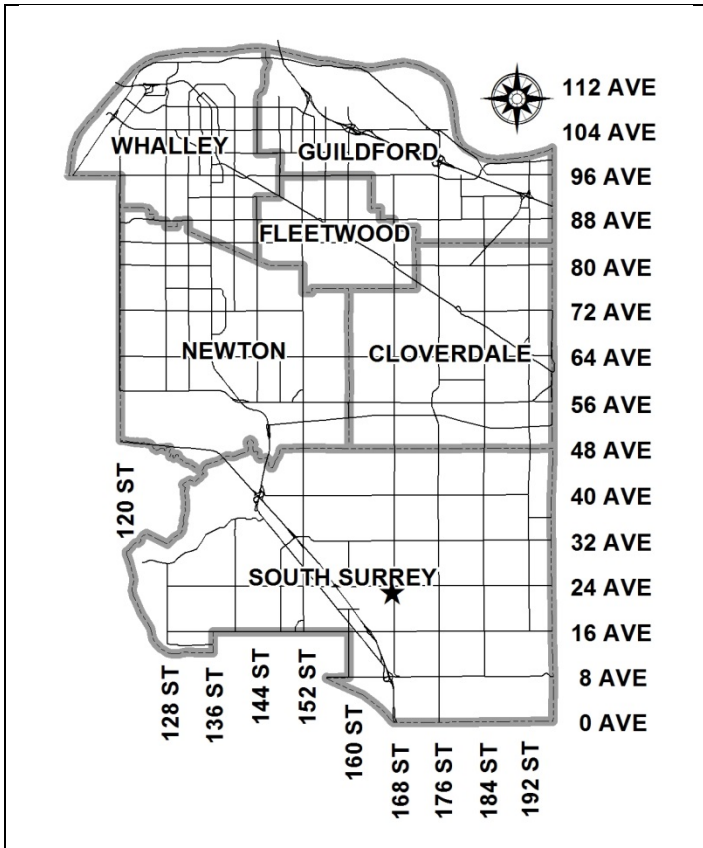 112 AVE
104 AVE
WHALLEY
GUILDFORD
96 AVE
88 AVE
FLEETWOOD
80 AVE
72 AVE
NEWTON
CLOVERDALE
64 AVE
56 AVE
48 AVE
120 ST
40 AVE
32 AVE
SOUTH SURREY
24 AVE
16 AVE
8 AVE
128 ST
136 ST
144 ST
152 ST
160 ST
0 AVE
168 ST
176 ST
184 ST
192 ST